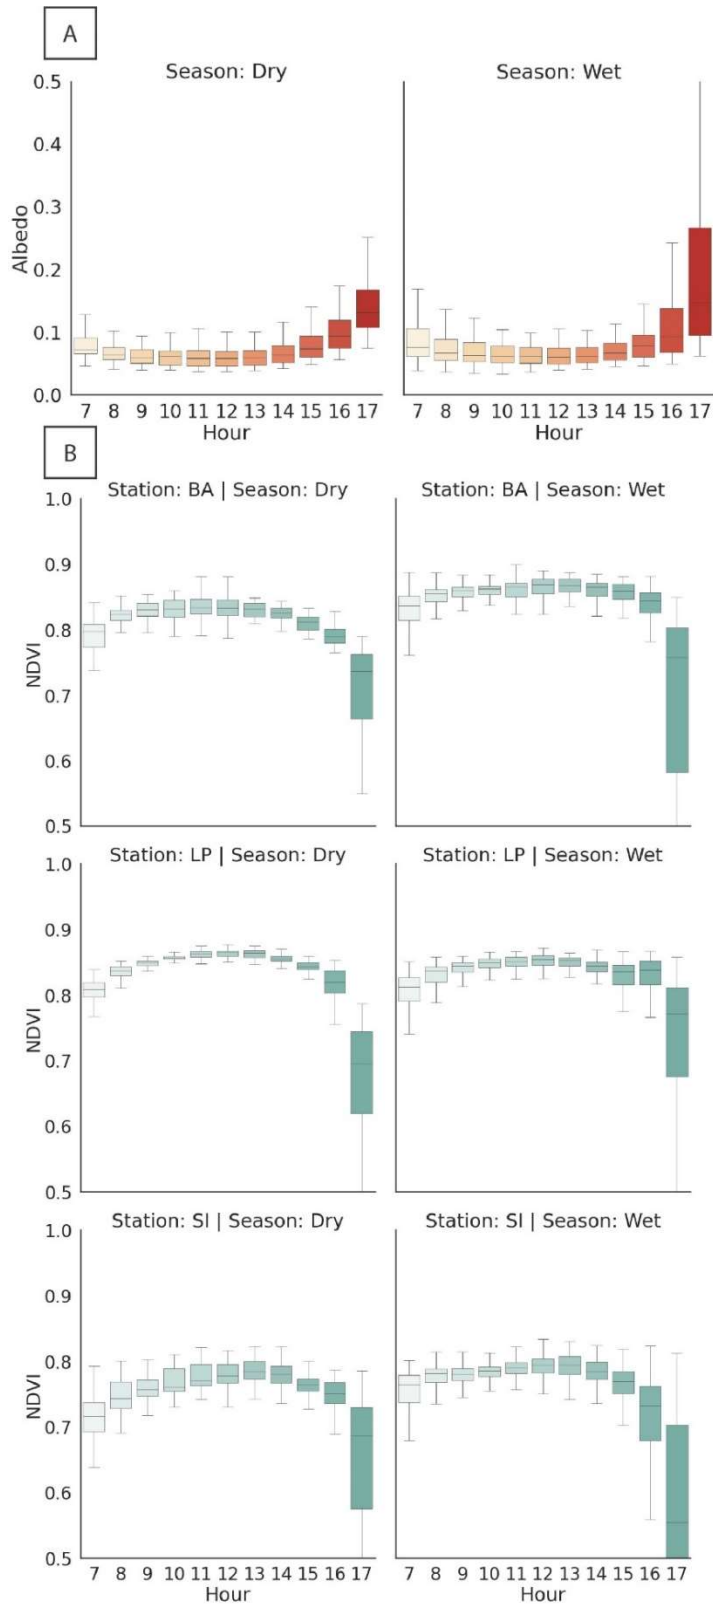 A
Season: Dry Season: Wet
0.5
0.4
0.3
0.2
0.1
0.0
Albedo
7 8 9 10 11 12 13 14 15 16 17 7 8 9 10 11 12 13 14 15 16 17
Hour Hour
B
Station: BA | Season: Dry Station: BA | Season: Wet
1.0
0.9
0.8
0.7
0.6
0.5
NDVI
Station: LP | Season: Dry Station: LP | Season: Wet
1.0
0.9
0.8
0.7
0.6
0.5
NDVI
Station: SI | Season: Dry Station: SI | Season: Wet
1.0
0.9
0.8
0.7
0.6
0.5
NDVI
7 8 9 10 11 12 13 14 15 16 17 7 8 9 10 11 12 13 14 15 16 17
Hour Hour